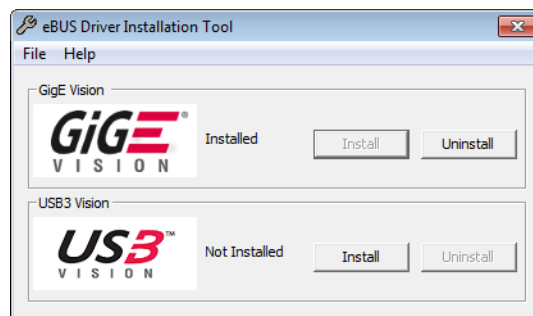 eBUS Driver Installation Tool
File Help
GigE Vision
GiGE® VISION
Installed
Install
Uninstall
USB3 Vision
USB3™ VISION
Not Installed
Install
Uninstall